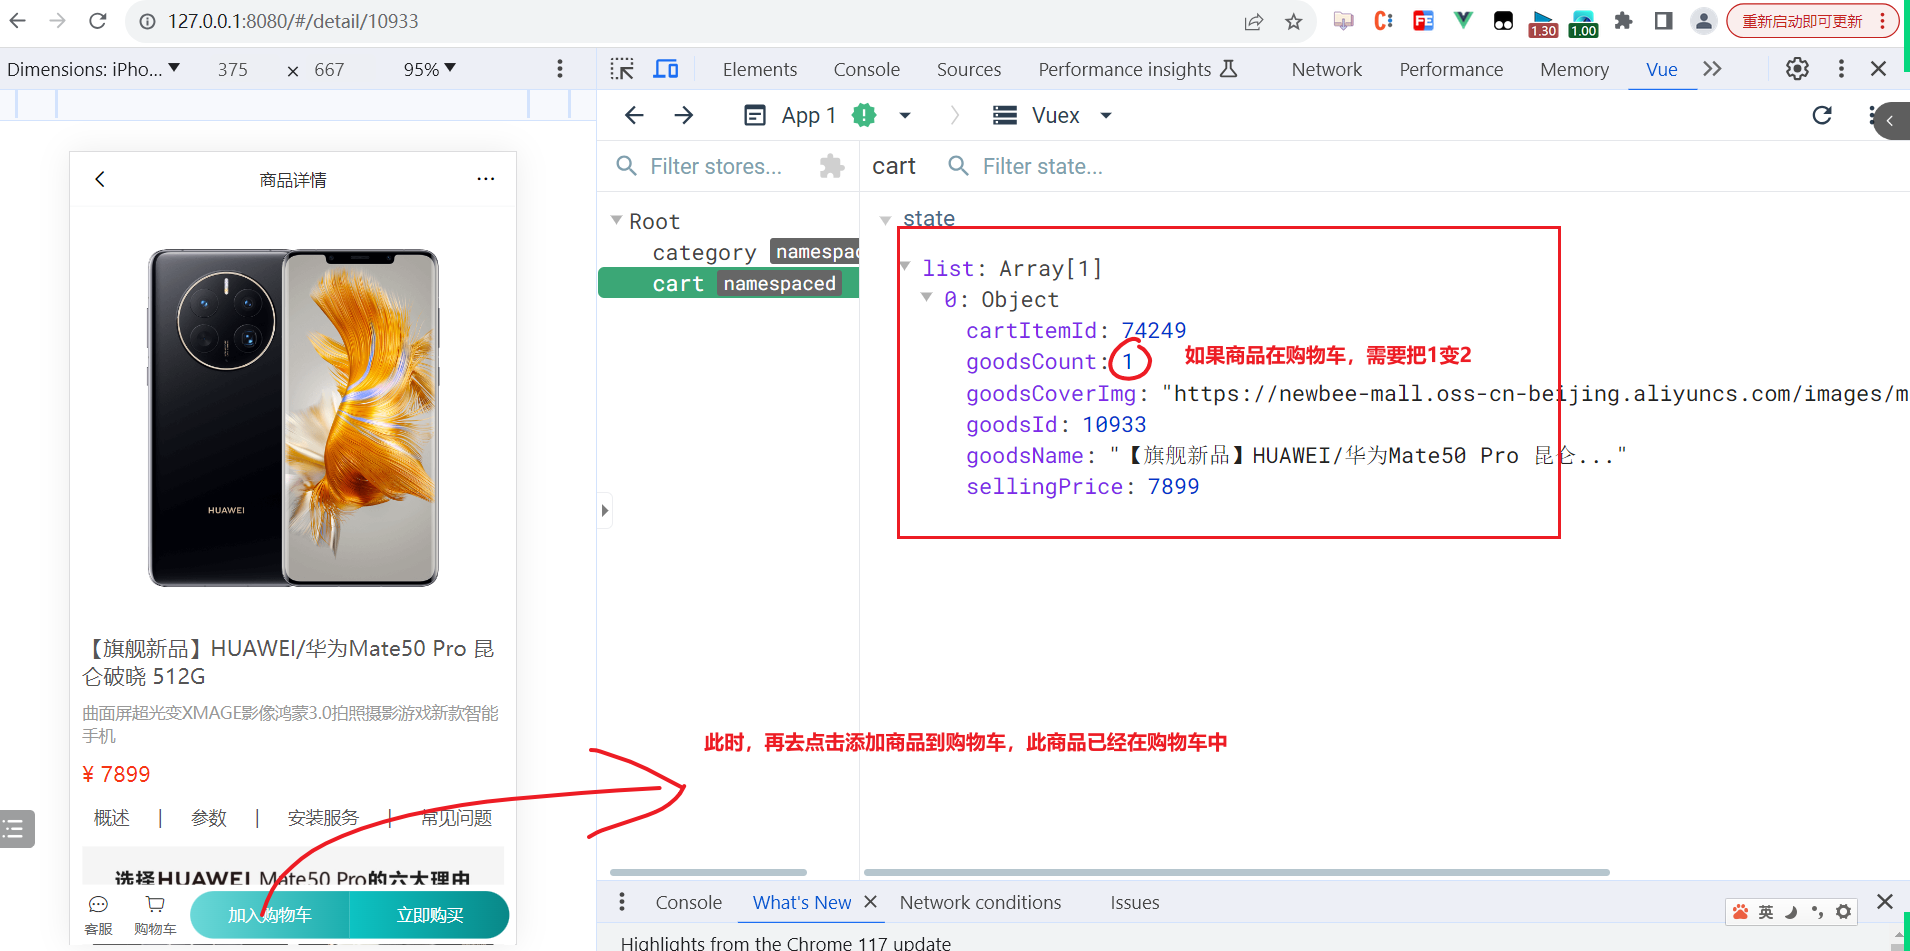 127.0.0.1:8080/#/detail/10933
1.30
1.00
重新启动即可更新
Dimensions: iPho...
375
×
667
95%
Elements
Console
Sources
Performance insights
Network
Performance
Memory
Vue
App 1
Vuex
Filter stores...
cart
Filter state...
Root
category
namespac
cart
namespaced
state
list: Array[1]
0: Object
cartItemId: 74249
goodsCount: 1
如果商品在购物车，需要把1变2
goodsCoverImg: "https://newbee-mall.oss-cn-beijing.aliyuncs.com/images/m
goodsId: 10933
goodsName: "【旗舰新品】HUAWEI/华为Mate50 Pro 昆仑..."
sellingPrice: 7899
商品详情
HUAWEI
【旗舰新品】HUAWEI/华为Mate50 Pro 昆
仑破晓 512G
曲面屏超光变XMAGE影像鸿蒙3.0拍照摄影游戏新款智能
手机
¥ 7899
概述 | 参数 | 安装服务 | 常见问题
选择HUAWEI Mate50 Pro的六大理由
客服
购物车
加入购物车
立即购买
此时，再去点击添加商品到购物车，此商品已经在购物车中
Console
What's New
Network conditions
Issues
英
Highlights from the Chrome 117 update